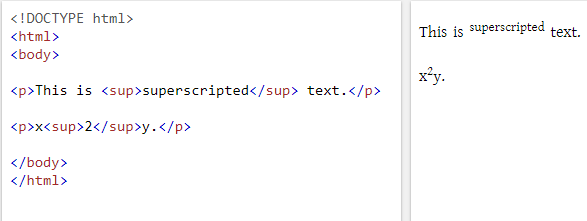 <!DOCTYPE html>
<html>
<body>
<p>This is <sup>superscripted</sup> text.</p>
<p>x<sup>2</sup>y.</p>
</body>
</html>
This is superscripted text.
x²y.